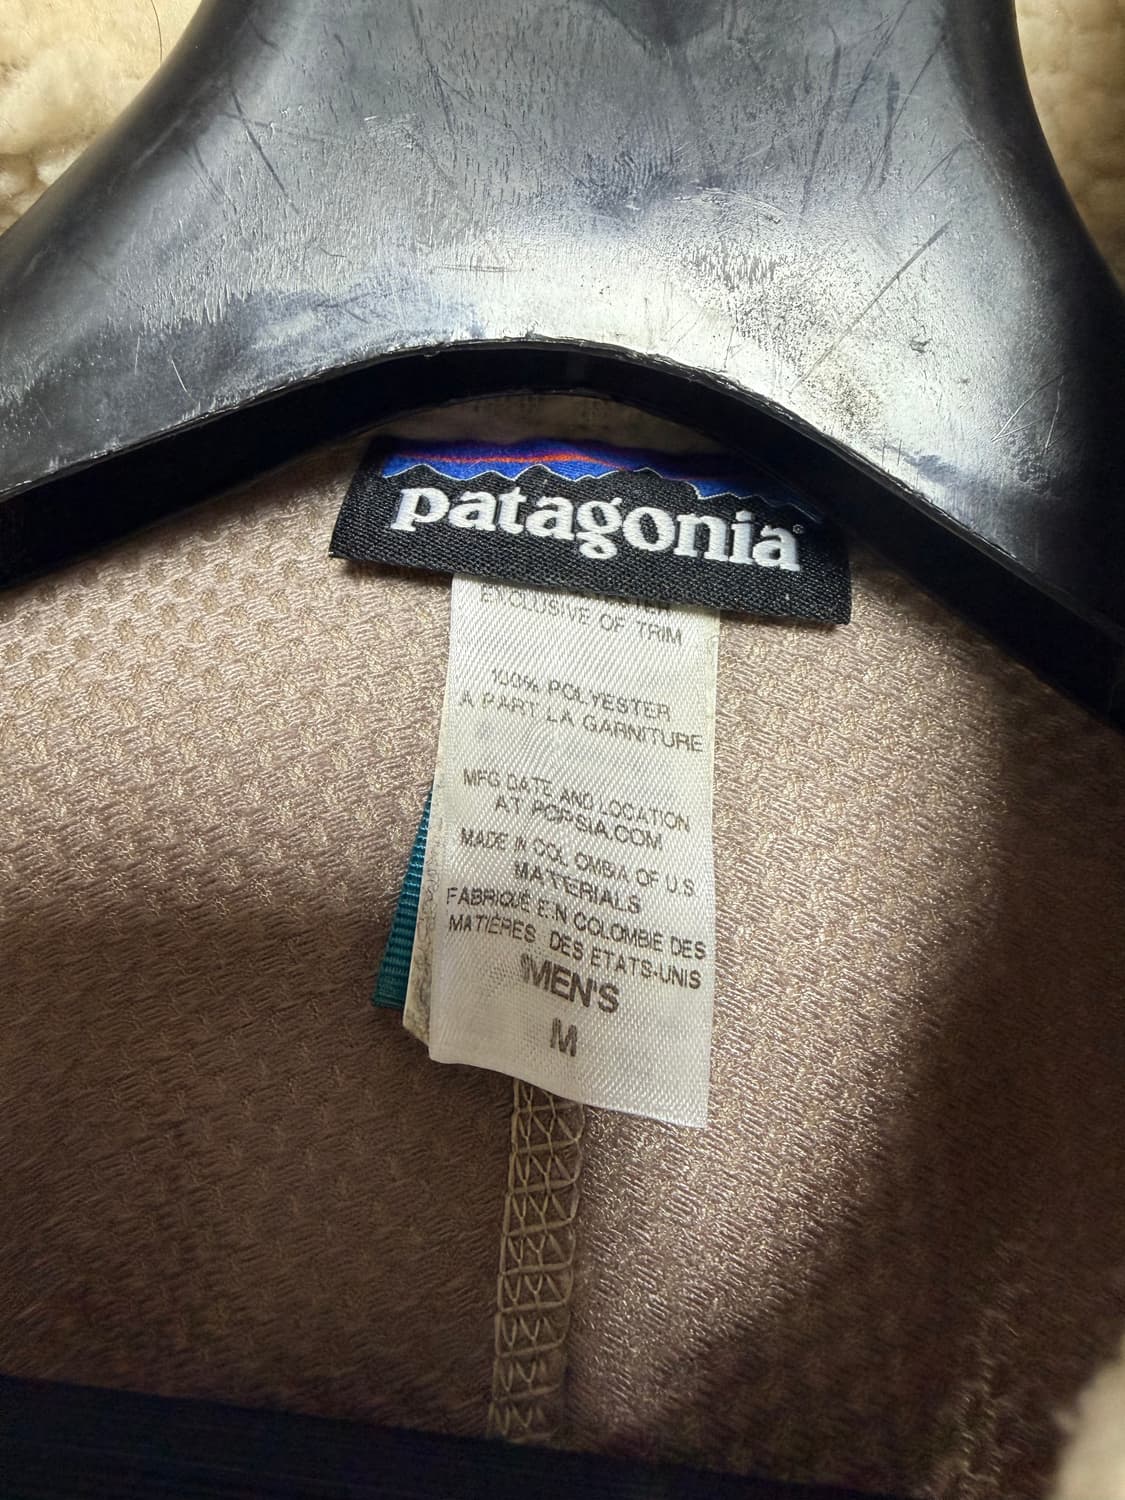 patagonia®
EXCLUSIVE OF TRIM
100% POLYESTER
A PART LA GARNITURE
MFG DATE AND LOCATION
AT PCPSIA.COM
MADE IN COLOMBIA OF U.S.
MATERIALS
FABRIQUÉ EN COLOMBIE DES
MATIÈRES DES ETATS-UNIS
MEN'S
M